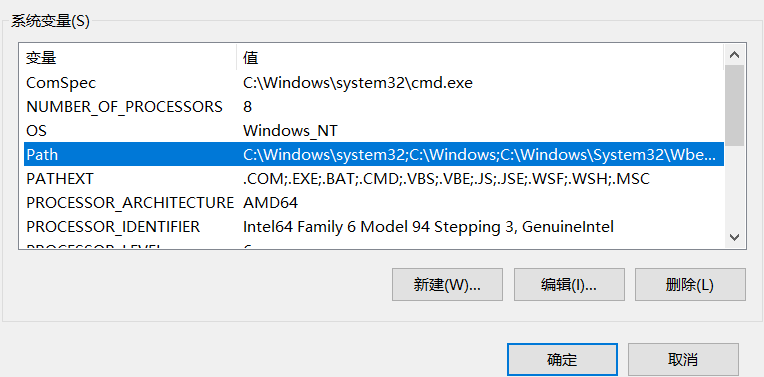 系统变量(S)
变量 值
ComSpec C:\Windows\system32\cmd.exe
NUMBER_OF_PROCESSORS 8
OS Windows_NT
Path C:\Windows\system32;C:\Windows;C:\Windows\System32\Wbe...
PATHEXT .COM;.EXE;.BAT;.CMD;.VBS;.VBE;.JS;.JSE;.WSF;.WSH;.MSC
PROCESSOR_ARCHITECTURE AMD64
PROCESSOR_IDENTIFIER Intel64 Family 6 Model 94 Stepping 3, GenuineIntel
PROCESSOR_LEVEL 6
新建(W)... 编辑(I)... 删除(L)
确定 取消